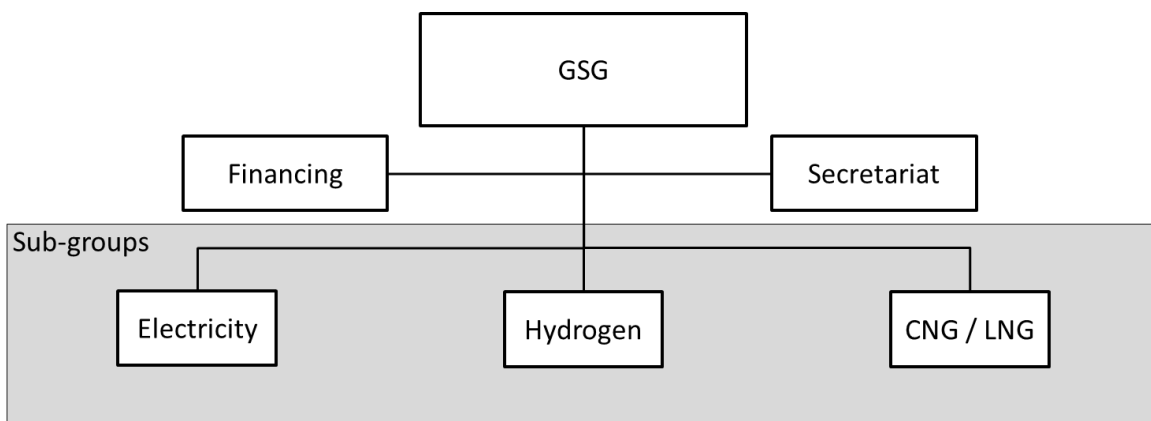 GSG
Financing
Secretariat
Sub-groups
Electricity
Hydrogen
CNG / LNG